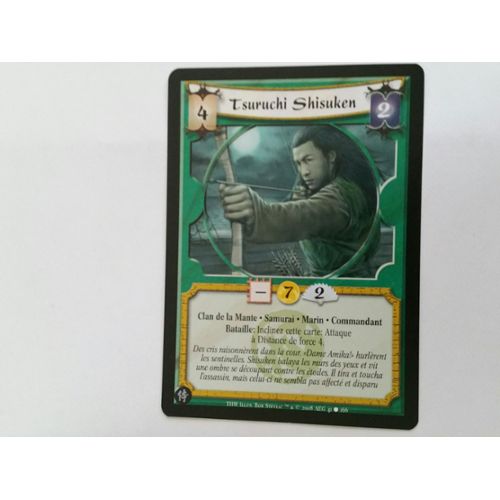 4 Tsuruchi Shisuken 2
– 7 2
Clan de la Mante • Samurai • Marin • Commandant
Bataille: Inclinez cette carte: Attaque
à Distance de force 4.
Des cris raisonnèrent dans la cour. «Dame Amika!» hurlèrent
les sentinelles. Shisuken balaya les murs des yeux et vit
une ombre se découpant contre les étoiles. Il tira et toucha
l'assassin, mais celui-ci ne sembla pas affecté et disparu
侍